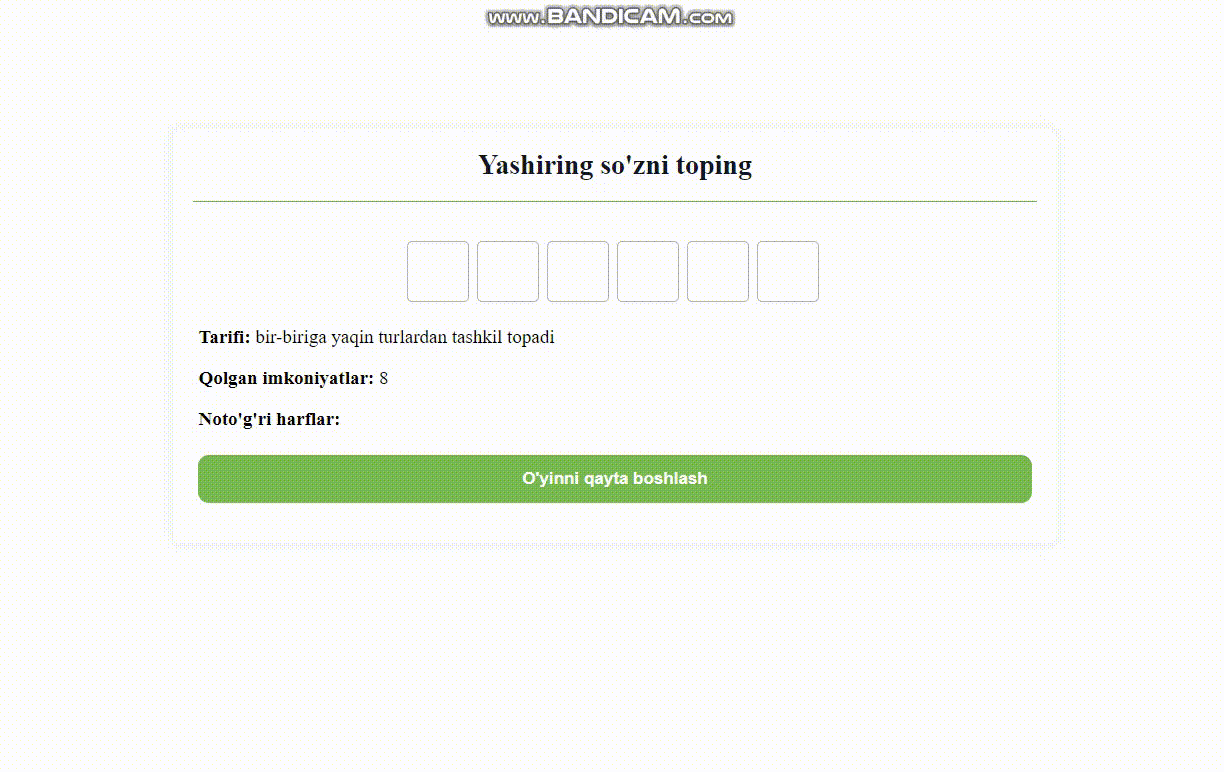 www.BANDICAM.com
Yashiring so'zni toping
Tarifi: bir-biriga yaqin turlardan tashkil topadi
Qolgan imkoniyatlar: 8
Noto'g'ri harflar:
O'yinni qayta boshlash